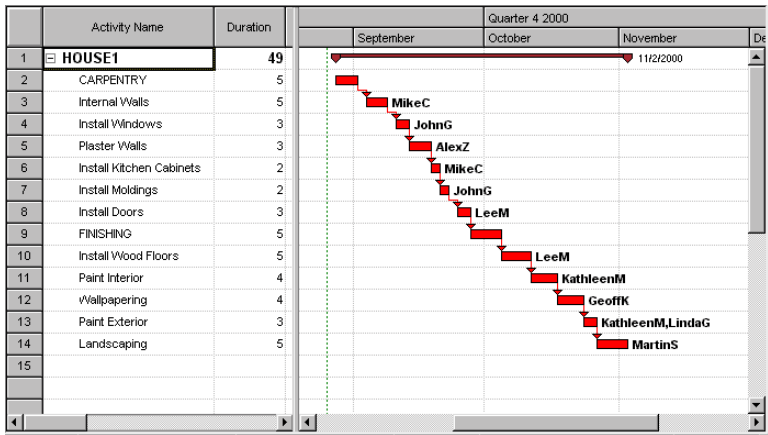 Quarter 4 2000
Activity Name Duration
September October November De
1 HOUSE1 49 11/2/2000
2 CARPENTRY 5
3 Internal Walls 5 MikeC
4 Install Windows 3 JohnG
5 Plaster Walls 3 AlexZ
6 Install Kitchen Cabinets 2 MikeC
7 Install Moldings 2 JohnG
8 Install Doors 3 LeeM
9 FINISHING 5
10 Install Wood Floors 5 LeeM
11 Paint Interior 4 KathleenM
12 Wallpapering 4 GeoffK
13 Paint Exterior 3 KathleenM,LindaG
14 Landscaping 5 MartinS
15